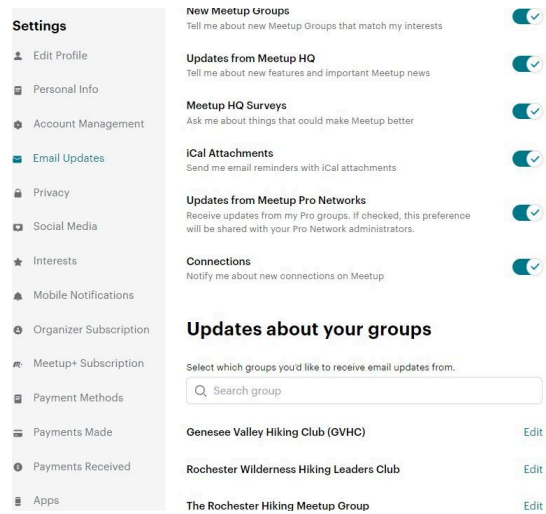 Settings
Edit Profile
Personal Info
Account Management
Email Updates
Privacy
Social Media
Interests
Mobile Notifications
Organizer Subscription
Meetup+ Subscription
Payment Methods
Payments Made
Payments Received
Apps
New Meetup Groups
Tell me about new Meetup Groups that match my interests
Updates from Meetup HQ
Tell me about new features and important Meetup news
Meetup HQ Surveys
Ask me about things that could make Meetup better
iCal Attachments
Send me email reminders with iCal attachments
Updates from Meetup Pro Networks
Receive updates from my Pro groups. If checked, this preference
will be shared with your Pro Network administrators.
Connections
Notify me about new connections on Meetup
Updates about your groups
Select which groups you'd like to receive email updates from.
Search group
Genesee Valley Hiking Club (GVHC) Edit
Rochester Wilderness Hiking Leaders Club Edit
The Rochester Hiking Meetup Group Edit